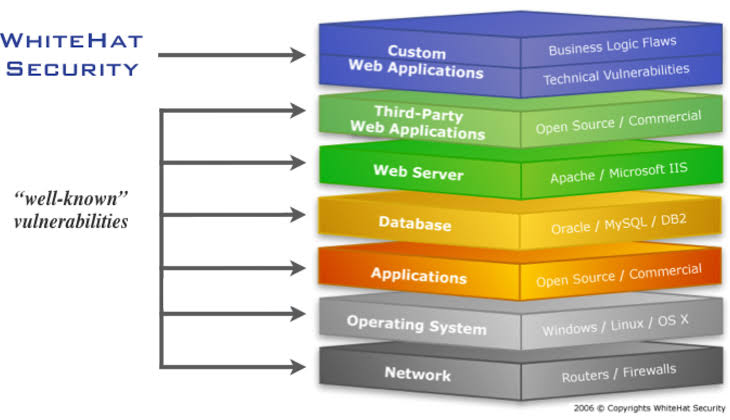 WHITEHAT
SECURITY
Custom
Web Applications
Business Logic Flaws
Technical Vulnerabilities
Third-Party
Web Applications
Open Source / Commercial
Web Server
Apache / Microsoft IIS
“well-known”
vulnerabilities
Database
Oracle / MySQL / DB2
Applications
Open Source / Commercial
Operating System
Windows / Linux / OS X
Network
Routers / Firewalls
2006 © Copyrights WhiteHat Security